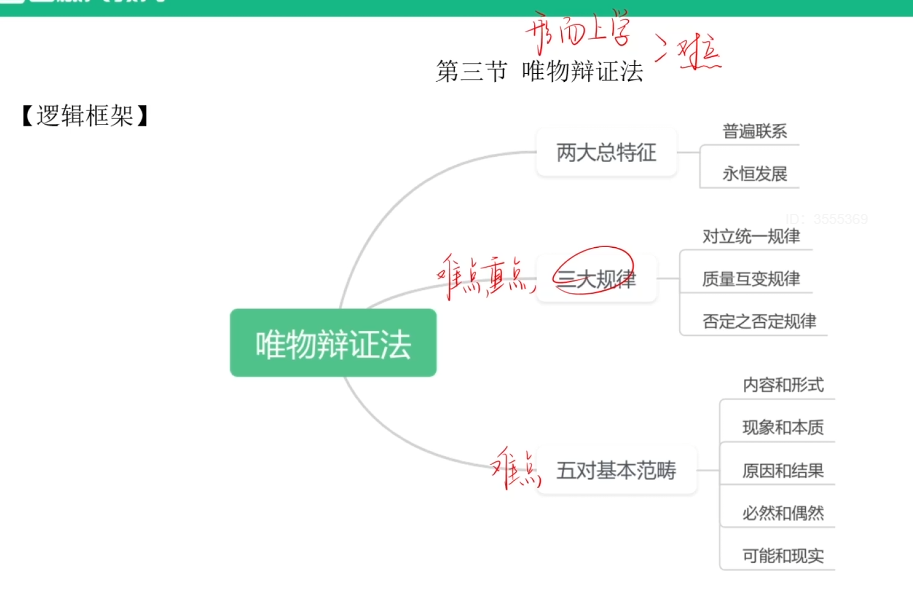 形而上学
>对立
第三节 唯物辩证法
【逻辑框架】
普遍联系
两大总特征
永恒发展
ID: 3555369
对立统一规律
难点,重点,
三大规律
质量互变规律
否定之否定规律
唯物辩证法
内容和形式
现象和本质
难点,
五对基本范畴
原因和结果
必然和偶然
可能和现实